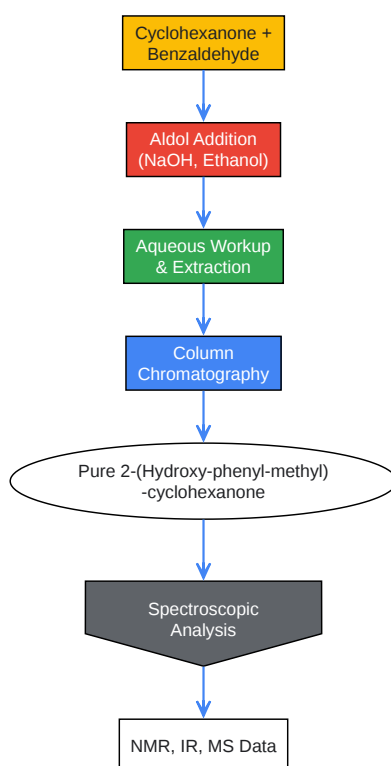 Cyclohexanone +
Benzaldehyde
Aldol Addition
(NaOH, Ethanol)
Aqueous Workup
& Extraction
Column
Chromatography
Pure 2-(Hydroxy-phenyl-methyl)
-cyclohexanone
Spectroscopic
Analysis
NMR, IR, MS Data